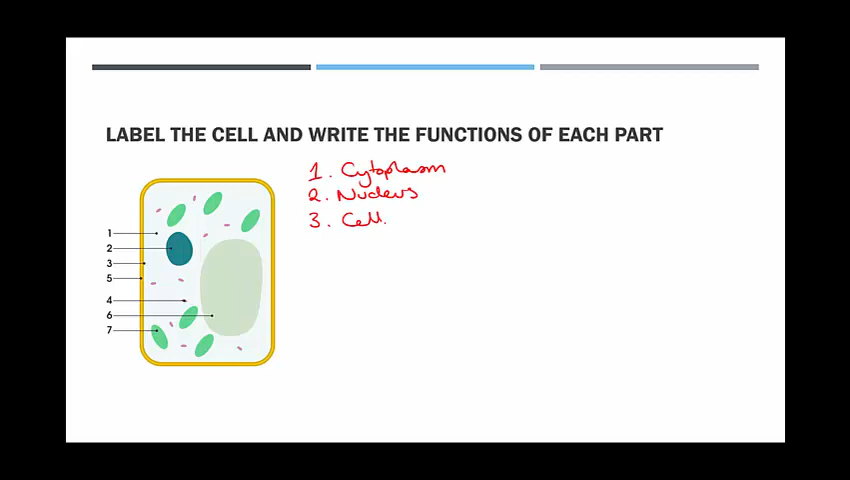 LABEL THE CELL AND WRITE THE FUNCTIONS OF EACH PART
1. Cytoplasm
2. Nucleus
3. Cell
1
2
3
5
4
6
7